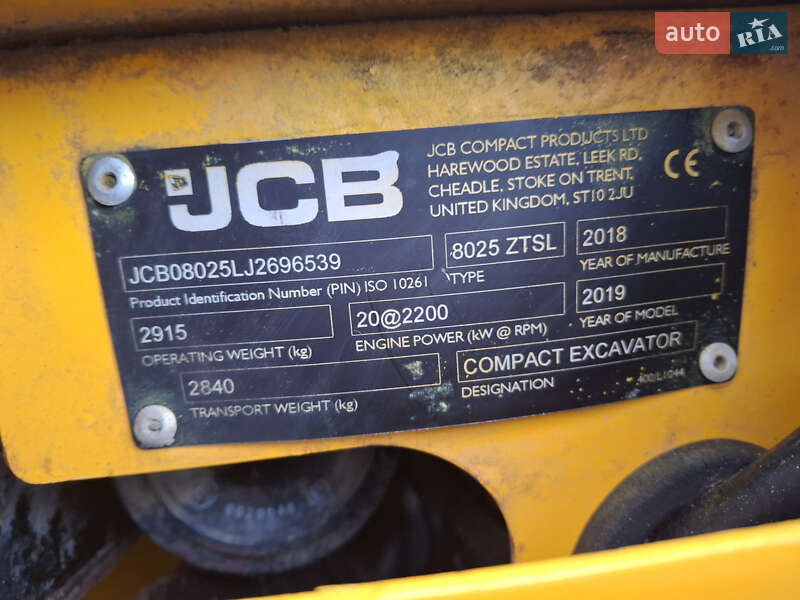 auto RIA .com
JCB
JCB COMPACT PRODUCTS LTD
HAREWOOD ESTATE, LEEK RD,
CHEADLE, STOKE ON TRENT,
UNITED KINGDOM, ST10 2JU
CE
JCB08025LJ2696539
Product Identification Number (PIN) ISO 10261
8025 ZTSL
TYPE
2018
YEAR OF MANUFACTURE
2915
OPERATING WEIGHT (kg)
20@2200
ENGINE POWER (kW @ RPM)
2019
YEAR OF MODEL
2840
TRANSPORT WEIGHT (kg)
COMPACT EXCAVATOR
DESIGNATION